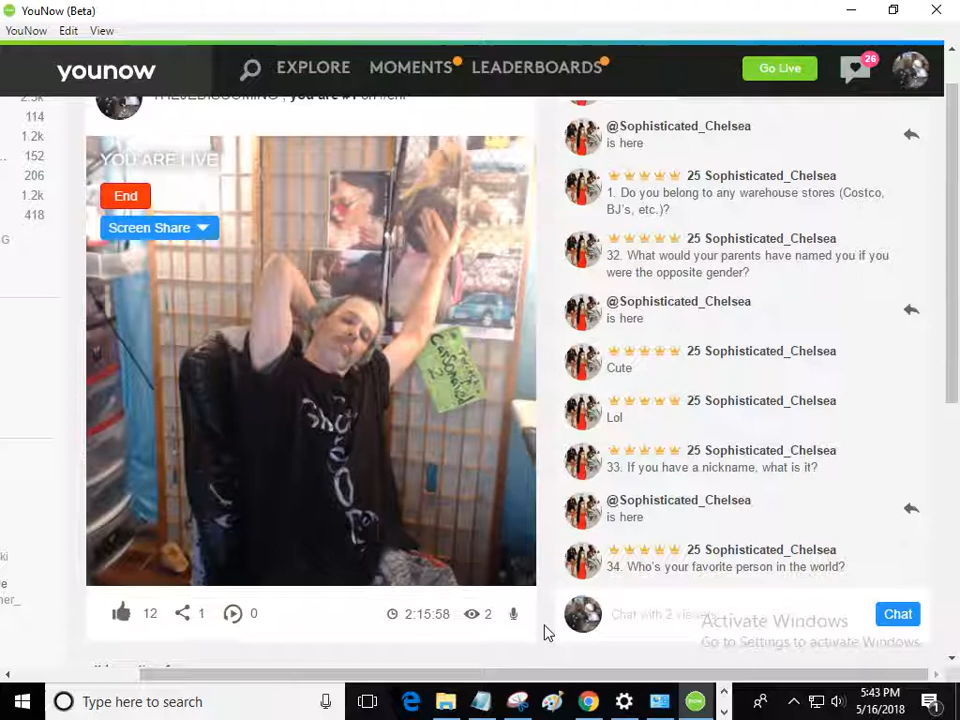 YouNow (Beta)
YouNow Edit View
younow EXPLORE MOMENTS LEADERBOARDS Go Live 26
114
1.2k
152
206
1.2k
418
G
YOU ARE LIVE
End
Screen Share
12 1 0 2:15:58 2
@Sophisticated_Chelsea
is here
25 Sophisticated_Chelsea
1. Do you belong to any warehouse stores (Costco,
BJ's, etc.)?
25 Sophisticated_Chelsea
32. What would your parents have named you if you
were the opposite gender?
@Sophisticated_Chelsea
is here
25 Sophisticated_Chelsea
Cute
25 Sophisticated_Chelsea
Lol
25 Sophisticated_Chelsea
33. If you have a nickname, what is it?
@Sophisticated_Chelsea
is here
25 Sophisticated_Chelsea
34. Who's your favorite person in the world?
Chat with 2 viewers
Chat
Activate Windows
Go to Settings to activate Windows.
ki
e
er_
Type here to search
5:43 PM
5/16/2018
1